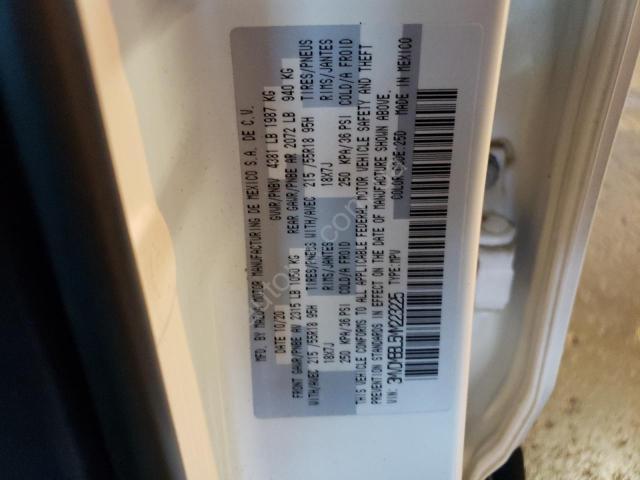 MFD. BY MAZDA MOTOR MANUFACTURING DE MEXICO S.A. DE C.V.
DATE 10/20 GVWR/PNBV 4381 LB 1987 KG
FRONT GAWR/PNBE AV 2315 LB 1050 KG REAR GAWR/PNBE AR 2072 LB 940 KG
TIRES/PNEUS TIRES/PNEUS
WITH/AVEC 215/55R18 95H RIMS/JANTES WITH/AVEC 215/55R18 95H RIMS/JANTES
18X7J COLD/A FROID 18X7J COLD/A FROID
250 KPA/36 PSI 250 KPA/36 PSI
THIS VEHICLE CONFORMS TO ALL APPLICABLE FEDERAL MOTOR VEHICLE SAFETY AND THEFT
PREVENTION STANDARDS IN EFFECT ON THE DATE OF MANUFACTURE SHOWN ABOVE.
VIN: TYPE:MPV COLOR CODE:25D MADE IN MEXICO